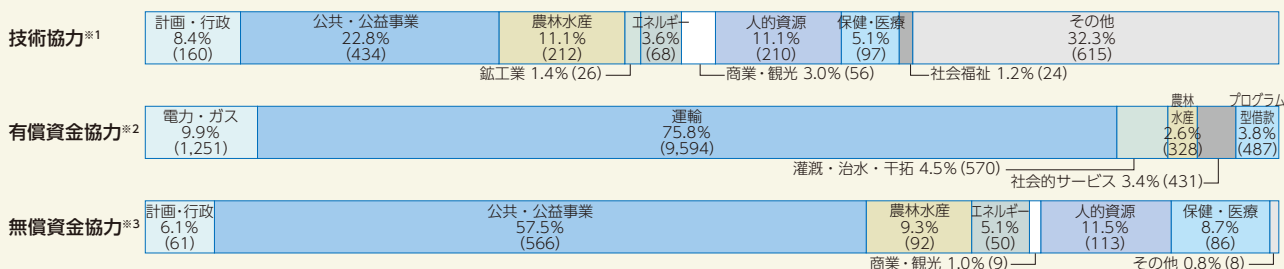 技術協力※1
計画・行政
8.4%
(160)
公共・公益事業
22.8%
(434)
農林水産
11.1%
(212)
鉱工業 1.4% (26)
エネルギー
3.6%
(68)
商業・観光 3.0% (56)
人的資源
11.1%
(210)
保健・医療
5.1%
(97)
社会福祉 1.2% (24)
その他
32.3%
(615)
有償資金協力※2
電力・ガス
9.9%
(1,251)
運輸
75.8%
(9,594)
灌漑・治水・干拓 4.5% (570)
農林
水産
2.6%
(328)
社会的サービス 3.4% (431)
プログラム
型借款
3.8%
(487)
無償資金協力※3
計画・行政
6.1%
(61)
公共・公益事業
57.5%
(566)
農林水産
9.3%
(92)
エネルギー
5.1%
(50)
商業・観光 1.0% (9)
人的資源
11.5%
(113)
保健・医療
8.7%
(86)
その他 0.8% (8)